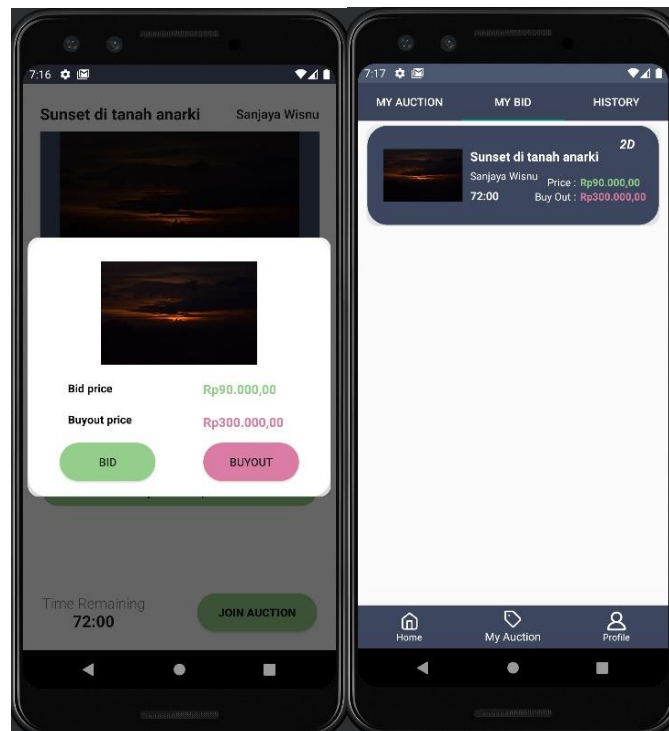 7:16
Sunset di tanah anarki Sanjaya Wisnu
Bid price Rp90.000,00
Buyout price Rp300.000,00
BID BUYOUT
Time Remaining
72:00
JOIN AUCTION
7:17
MY AUCTION MY BID HISTORY
2D
Sunset di tanah anarki
Sanjaya Wisnu Price : Rp90.000,00
72:00 Buy Out : Rp300.000,00
Home My Auction Profile